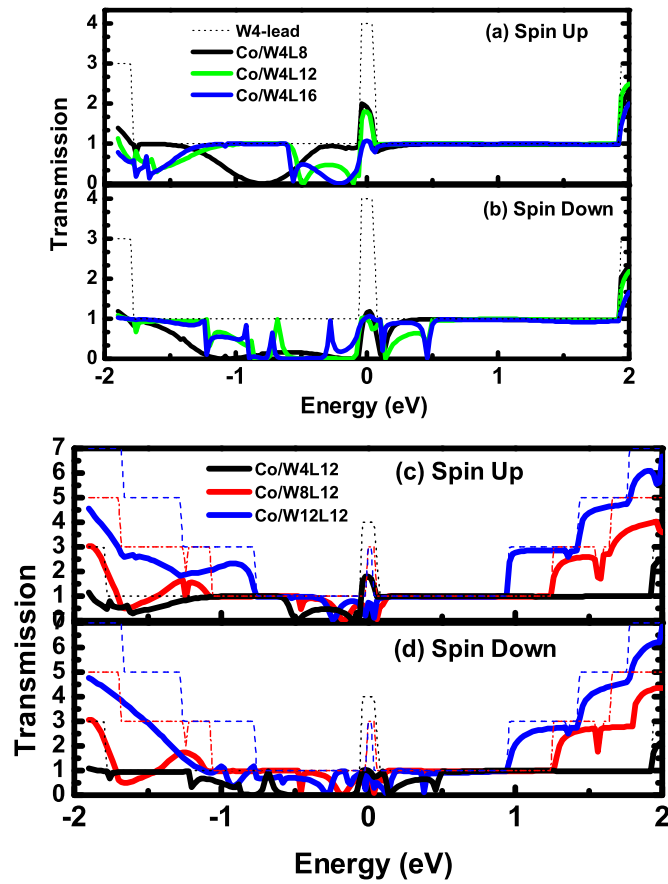 4
3
2
1
0
Transmission
W4-lead
Co/W4L8
Co/W4L12
Co/W4L16
(a) Spin Up
4
3
2
1
0
(b) Spin Down
-2
-1
0
1
2
Energy (eV)
7
6
5
4
3
2
1
0
Transmission
Co/W4L12
Co/W8L12
Co/W12L12
(c) Spin Up
7
6
5
4
3
2
1
0
Transmission
(d) Spin Down
-2
-1
0
1
2
Energy (eV)